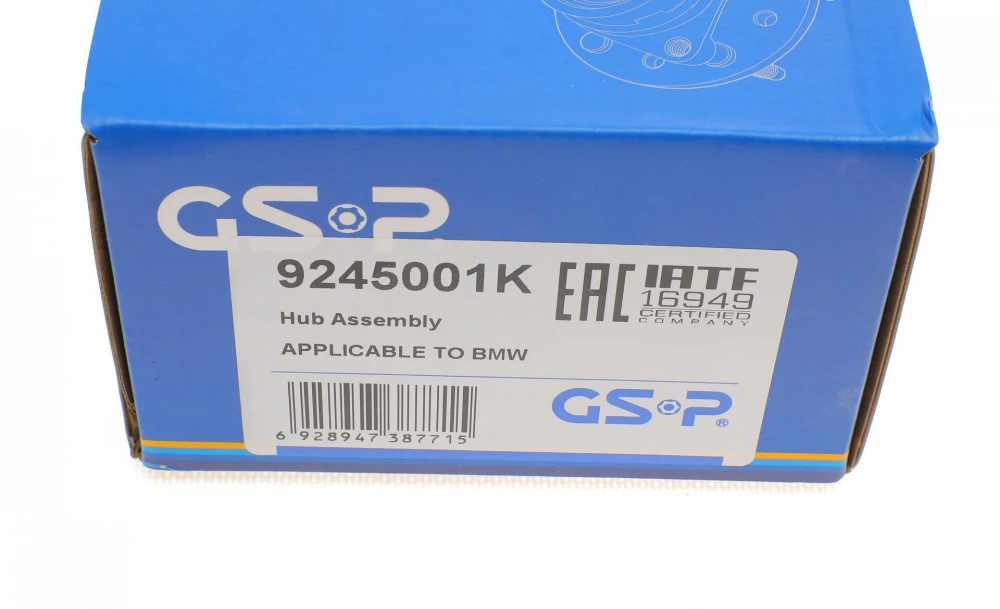 GSP
9245001K
Hub Assembly
APPLICABLE TO BMW
EAC
IATF
16949
CERTIFIED
COMPANY
6 928947 387715
GSP®